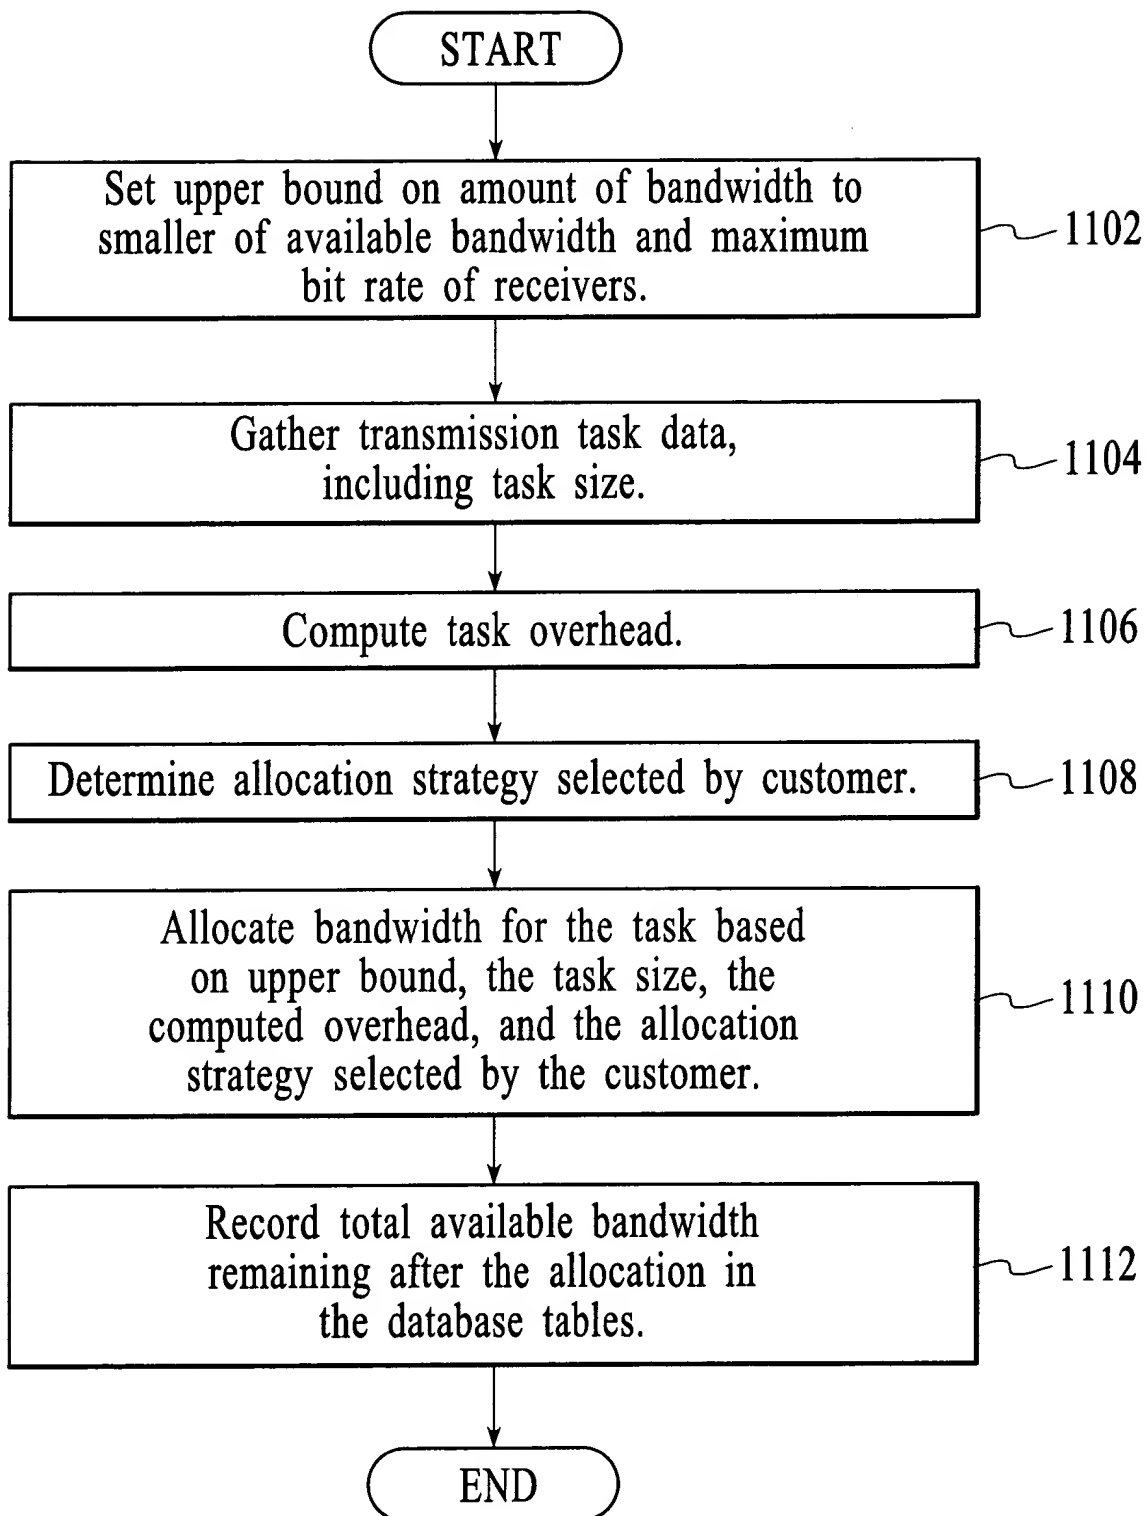 START
Set upper bound on amount of bandwidth to
smaller of available bandwidth and maximum
bit rate of receivers.
1102
Gather transmission task data,
including task size.
1104
Compute task overhead.
1106
Determine allocation strategy selected by customer.
1108
Allocate bandwidth for the task based
on upper bound, the task size, the
computed overhead, and the allocation
strategy selected by the customer.
1110
Record total available bandwidth
remaining after the allocation in
the database tables.
1112
END